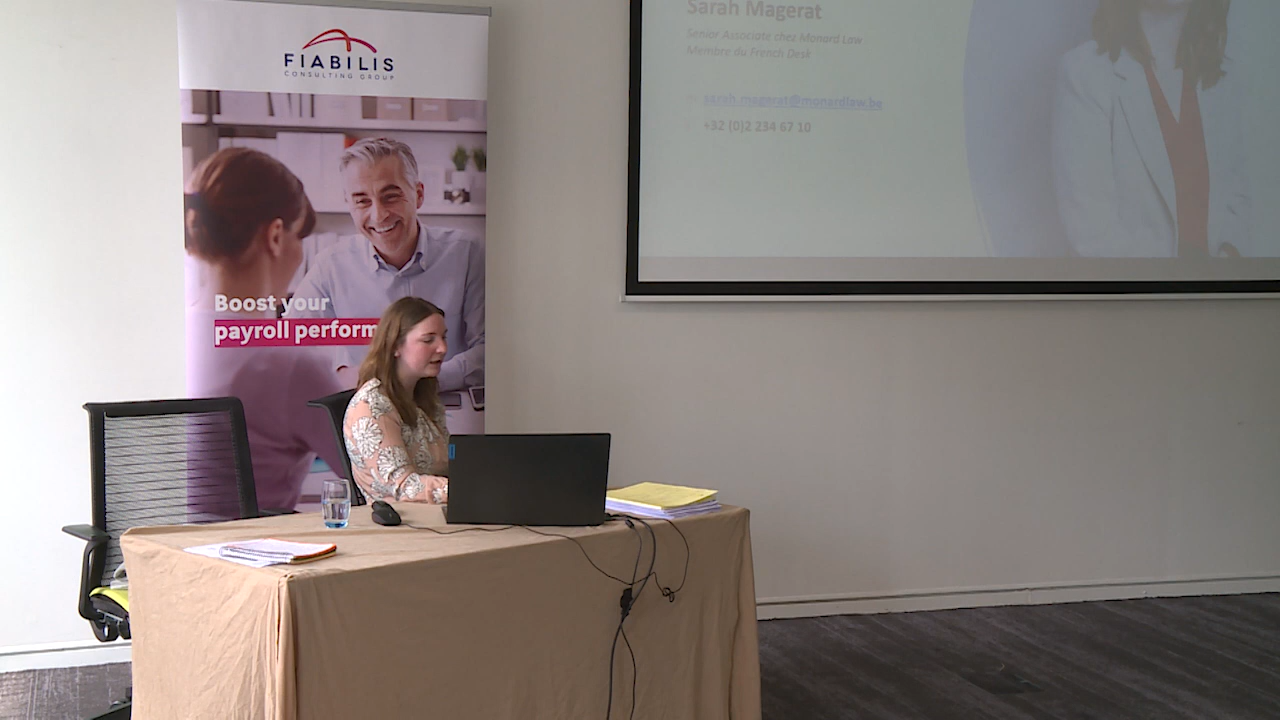 FIABILIS
CONSULTING GROUP
Boost your
payroll perform
Sarah Magerat
Senior Associate chez Monard Law
Membre du French Desk
sarah.magerat@monardlaw.be
+32 (0)2 234 67 10